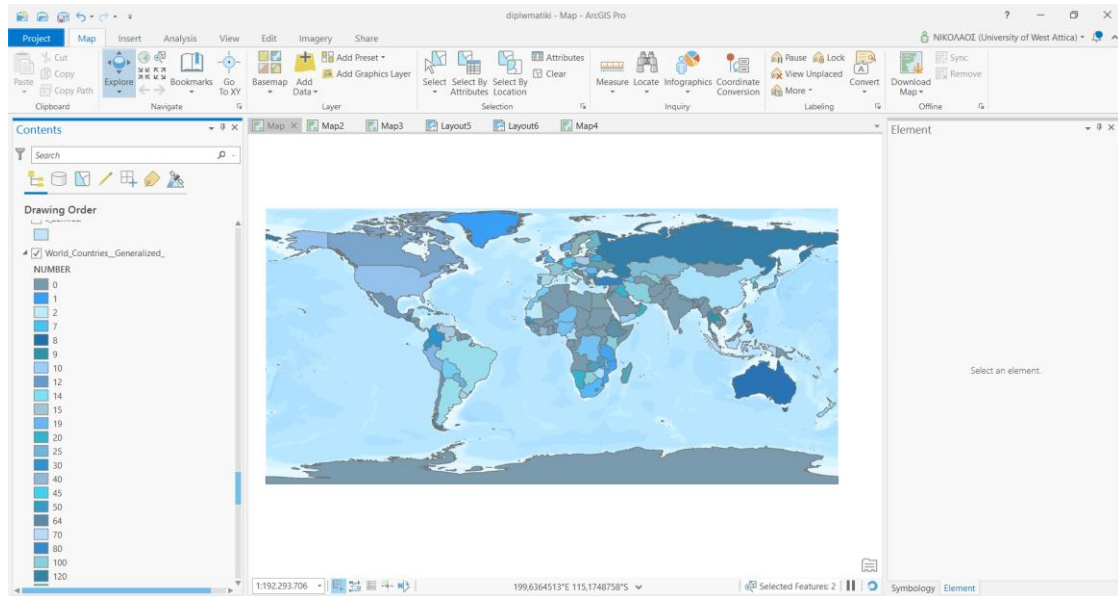 diplwmatiki - Map - ArcGIS Pro
Project Map Insert Analysis View Edit Imagery Share
ΝΙΚΟΛΑΟΣ (University of West Attica)
Paste
Cut
Copy
Copy Path
Clipboard
Explore
Bookmarks
Go To XY
Navigate
Basemap
Add Data
Add Preset
Add Graphics Layer
Layer
Select
Select By Attributes
Select By Location
Attributes
Clear
Selection
Measure
Locate
Infographics
Coordinate Conversion
Inquiry
Pause
Lock
View Unplaced
More
Convert
Labeling
Download Map
Sync
Remove
Offline
Contents
Search
Drawing Order
World_Countries__Generalized_
NUMBER
0
1
2
7
8
9
10
12
14
15
19
20
25
30
40
45
50
64
70
80
100
120
Map Map2 Map3 Layout5 Layout6 Map4
1:192.293.706
199,6364513°E 115,1748758°S
Selected Features: 2
Element
Select an element.
Symbology Element